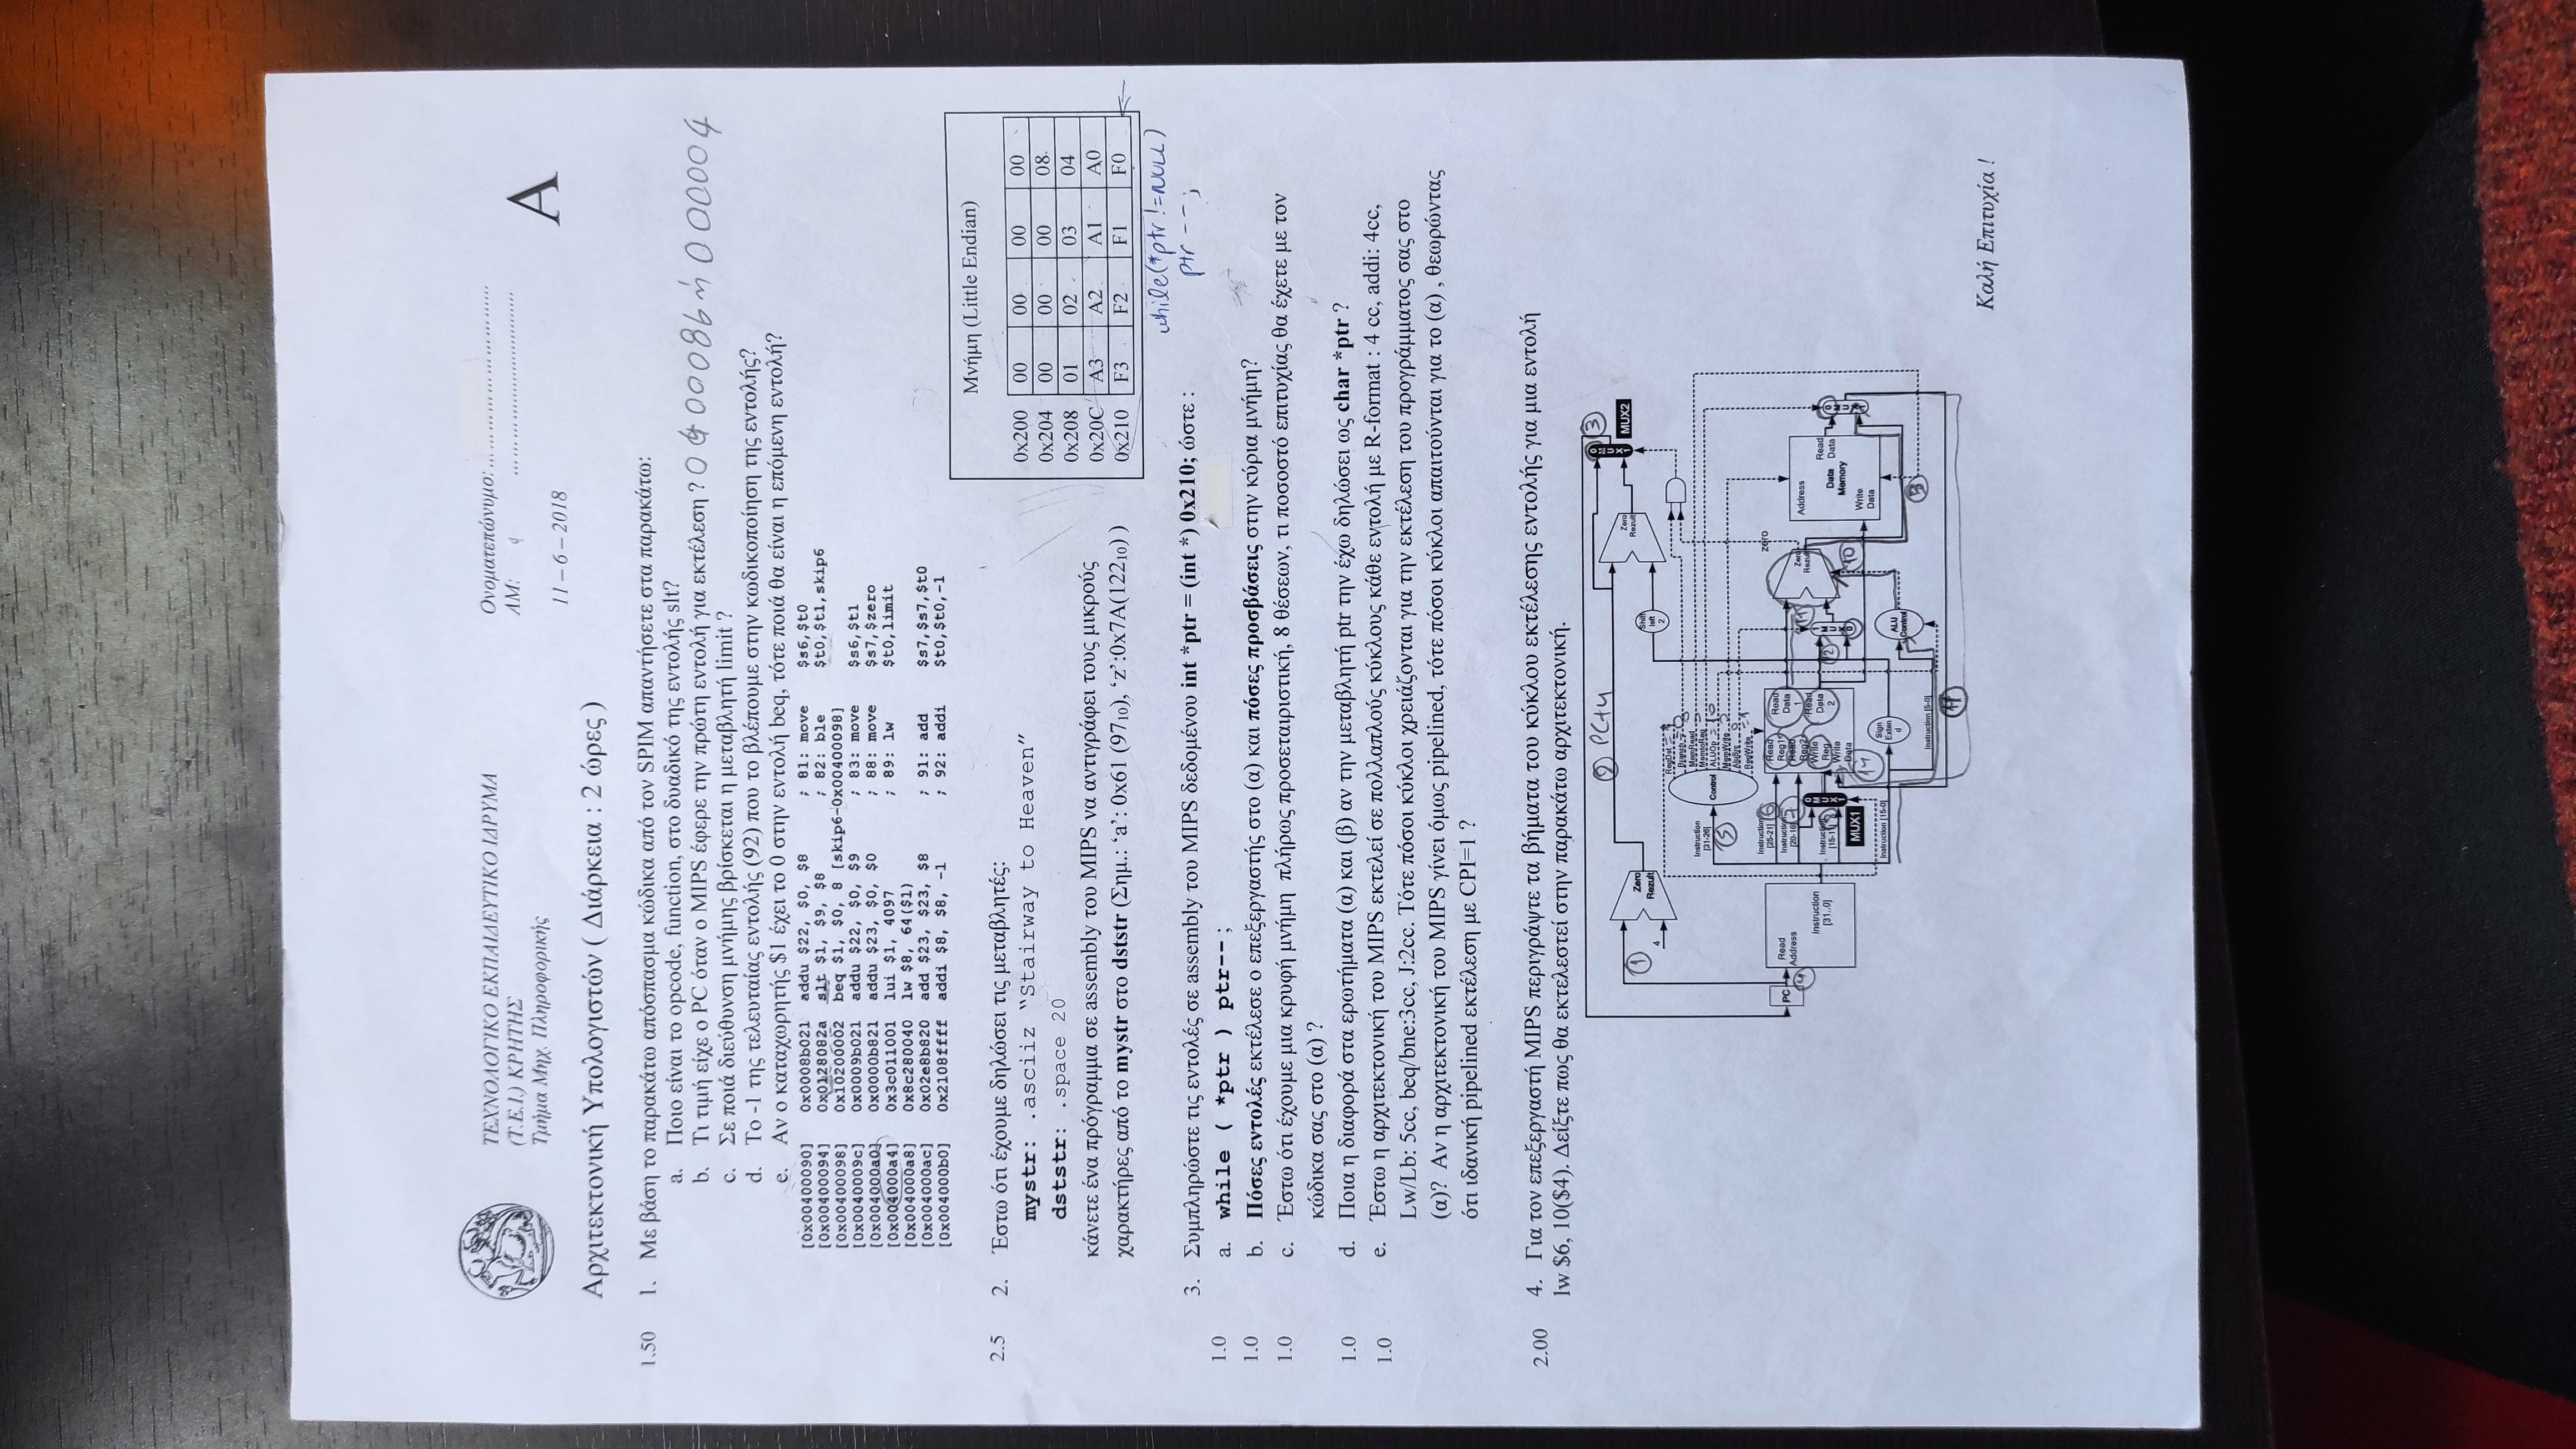 ΤΕΧΝΟΛΟΓΙΚΟ ΕΚΠΑΙΔΕΥΤΙΚΟ ΙΔΡΥΜΑ
(Τ.Ε.Ι.) ΚΡΗΤΗΣ
Τμήμα Μηχ. Πληροφορικής
Ονοματεπώνυμο: ..............................
ΑΜ: ..............................
11 – 6 – 2018
A
Αρχιτεκτονική Υπολογιστών ( Διάρκεια : 2 ώρες )
1.50 1. Με βάση το παρακάτω απόσπασμα κώδικα από τον SPIM απαντήσετε στα παρακάτω:
a. Ποιο είναι το opcode, function, στο δυαδικό της εντολής slt?
b. Τι τιμή είχε ο PC όταν ο MIPS έφερε την πρώτη εντολή για εκτέλεση ?
c. Σε ποιά διεύθυνση μνήμης βρίσκεται η μεταβλητή limit ?
d. Το -1 της τελευταίας εντολής (92) που το βλέπουμε στην κωδικοποίηση της εντολής?
e. Αν ο καταχωρητής $1 έχει το 0 στην εντολή beq, τότε ποιά θα είναι η επόμενη εντολή?
[0x00400090] 0x0008b021 addu $22, $0, $8 ; 81: move $s6,$t0
[0x00400094] 0x0128082a slt $1, $9, $8 ; 82: ble $t0,$t1,skip6
[0x00400098] 0x10200002 beq $1, $0, 8 [skip6-0x00400098]
[0x0040009c] 0x0009b021 addu $22, $0, $9 ; 83: move $s6,$t1
[0x004000a0] 0x0000b821 addu $23, $0, $0 ; 88: move $s7,$zero
[0x004000a4] 0x3c011001 lui $1, 4097 ; 89: lw $t0,limit
[0x004000a8] 0x8c280040 lw $8, 64($1)
[0x004000ac] 0x02e8b820 add $23, $23, $8 ; 91: add $s7,$s7,$t0
[0x004000b0] 0x2108ffff addi $8, $8, -1 ; 92: addi $t0,$t0,-1
2.5 2. Έστω ότι έχουμε δηλώσει τις μεταβλητές:
mystr: .asciiz “Stairway to Heaven”
dststr: .space 20
κάνετε ένα πρόγραμμα σε assembly του MIPS να αντιγράφει τους μικρούς
χαρακτήρες από το mystr στο dststr (Σημ.: ‘a’: 0x61 (97₁₀), ‘z’:0x7A(122₁₀) )
Μνήμη (Little Endian)
0x200 00 00 00 00
0x204 00 00 00 08
0x208 01 02 03 04
0x20C A3 A2 A1 A0
0x210 F3 F2 F1 F0
while(*ptr!=NULL)
ptr --;
3. Συμπληρώστε τις εντολές σε assembly του MIPS δεδομένου int *ptr = (int *) 0x210; ώστε :
1.0 a. while ( *ptr ) ptr--;
1.0 b. Πόσες εντολές εκτέλεσε ο επεξεργαστής στο (α) και πόσες προσβάσεις στην κύρια μνήμη?
1.0 c. Έστω ότι έχουμε μια κρυφή μνήμη πλήρως προσεταιριστική, 8 θέσεων, τι ποσοστό επιτυχίας θα έχετε με τον
κώδικα σας στο (α) ?
1.0 d. Ποια η διαφορά στα ερωτήματα (α) και (β) αν την μεταβλητή ptr την έχω δηλώσει ως char *ptr ?
1.0 e. Έστω η αρχιτεκτονική του MIPS εκτελεί σε πολλαπλούς κύκλους κάθε εντολή με R-format : 4 cc, addi: 4cc,
Lw/Lb: 5cc, beq/bne:3cc, J:2cc. Τότε πόσοι κύκλοι χρειάζονται για την εκτέλεση του προγράμματος σας στο
(α)? Αν η αρχιτεκτονική του MIPS γίνει όμως pipelined, τότε πόσοι κύκλοι απαιτούνται για το (α) , θεωρώντας
ότι ιδανική pipelined εκτέλεση με CPI=1 ?
2.00 4. Για τον επεξεργαστή MIPS περιγράψτε τα βήματα του κύκλου εκτέλεσης εντολής για μια εντολή
lw $6, 10($4). Δείξτε πως θα εκτελεστεί στην παρακάτω αρχιτεκτονική.
2 PC+4
3
MUX2
1
4
Zero
Rezult
Zero
Rezult
Shift
left
2
RegDst
Branch
MemRead
MemtoReg
ALUOp
MemWrite
AluSrc
RegWrite
Control
Instruction
[31-26]
5
Instruction
[25-21]
6
Instruction
[20-16]
7
Instruction
[15-11]
MUX1
PC
4
Read
Address
Instruction
[31..0]
Read
Reg1
Read
Reg2
Write
Reg
Write
Data
Read
Data
1
Read
Data
2
14
zero
Zero
Rezult
10
Address
Read
Data
Data
Memory
Write
Data
Instruction [15-0]
Sign
Exten
d
ALU
Control
Instruction [5-0]
Καλή Επιτυχία !